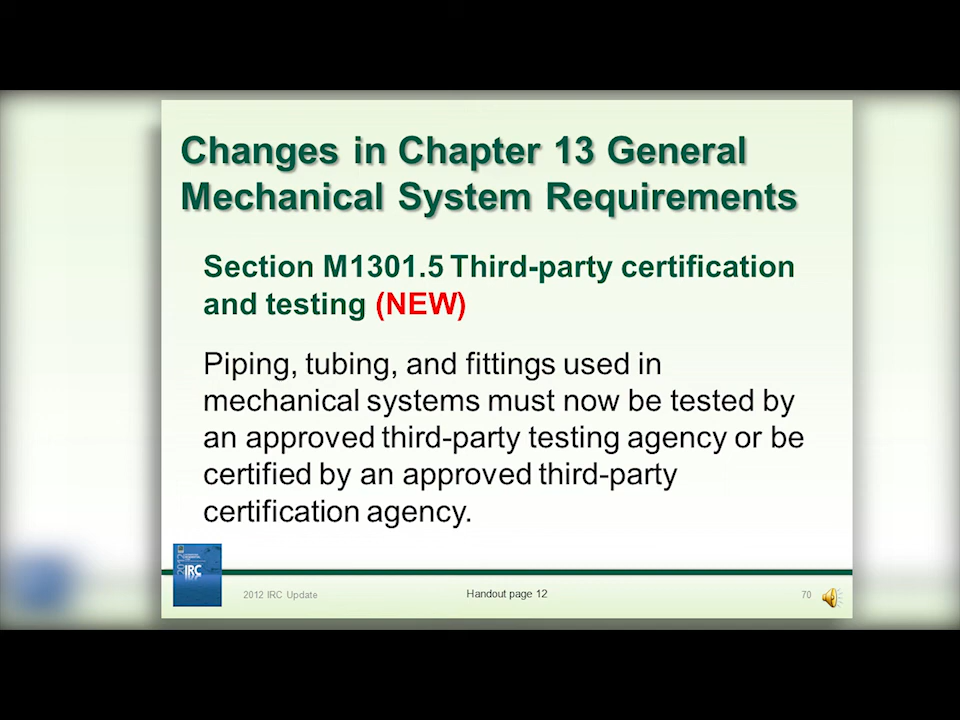 Changes in Chapter 13 General
Mechanical System Requirements
Section M1301.5 Third-party certification
and testing (NEW)
Piping, tubing, and fittings used in
mechanical systems must now be tested by
an approved third-party testing agency or be
certified by an approved third-party
certification agency.
2012
IRC
2012 IRC Update
Handout page 12
70